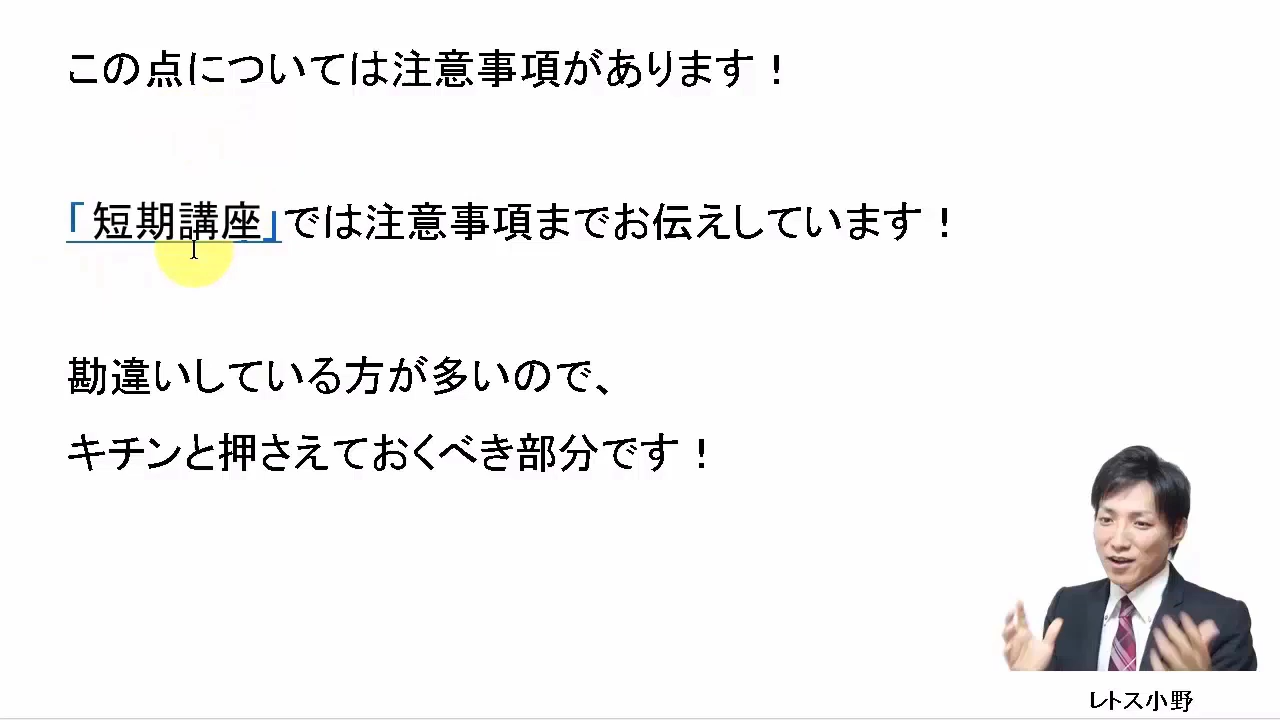 この点については注意事項があります！
「短期講座」では注意事項までお伝えしています！
勘違いしている方が多いので、
キチンと押さえておくべき部分です！
レトス小野